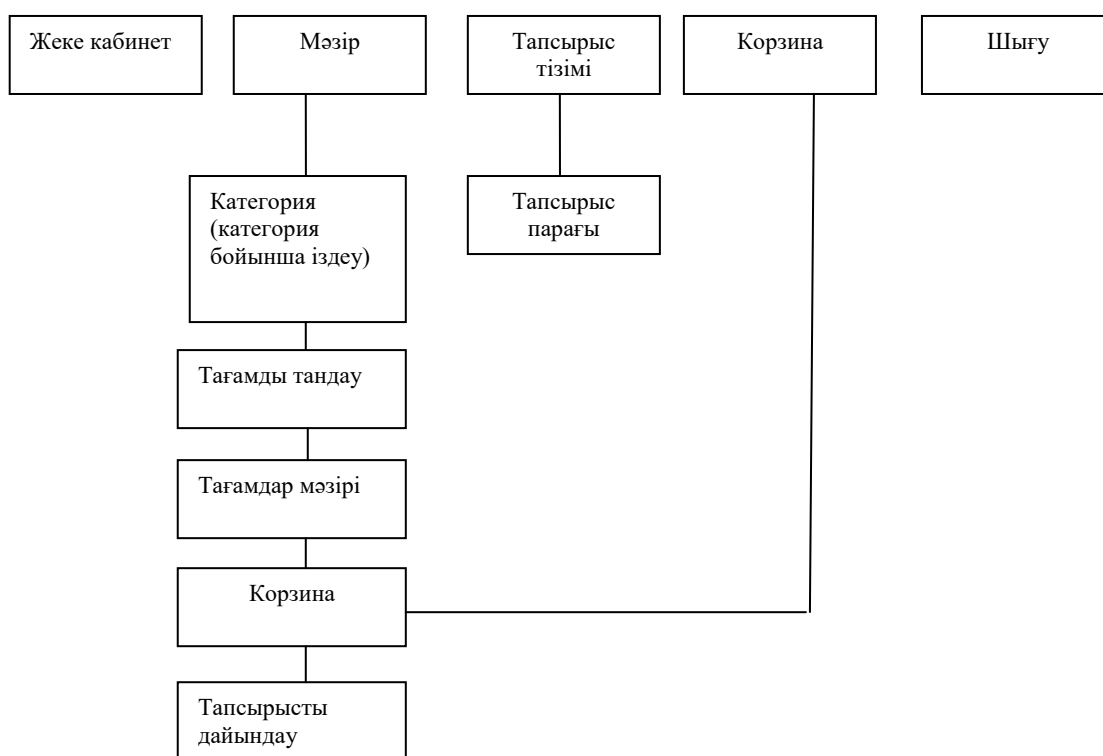 Жеке кабинет
Мәзір
Тапсырыс
тізімі
Корзина
Шығу
Категория
(категория
бойынша іздеу)
Тапсырыс
парағы
Тағамды тандау
Тағамдар мәзірі
Корзина
Тапсырысты
дайындау